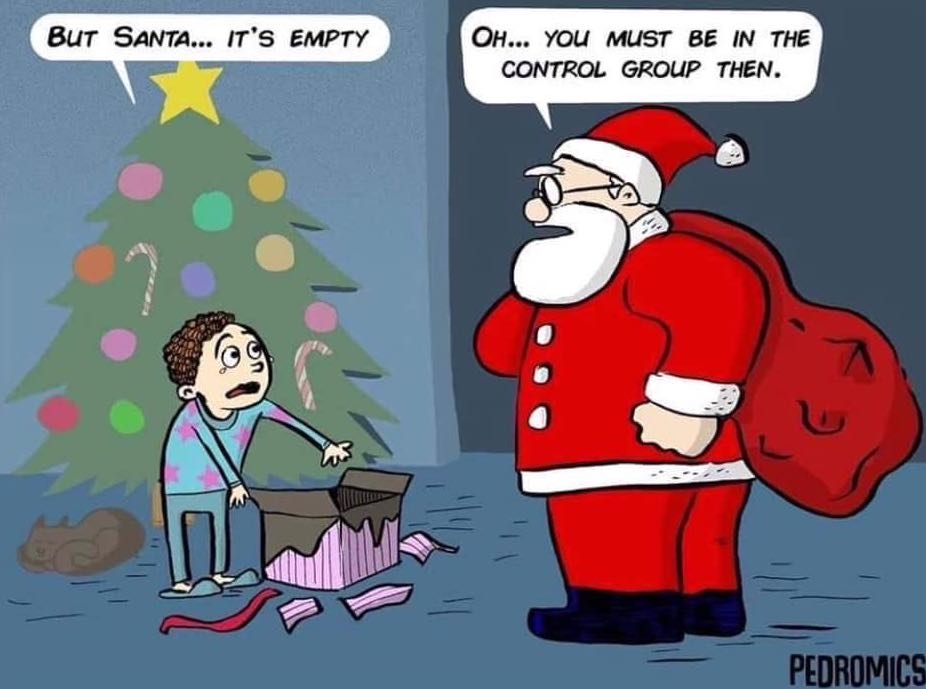 BUT SANTA... IT'S EMPTY
OH... YOU MUST BE IN THE
CONTROL GROUP THEN.
PEDROMICS